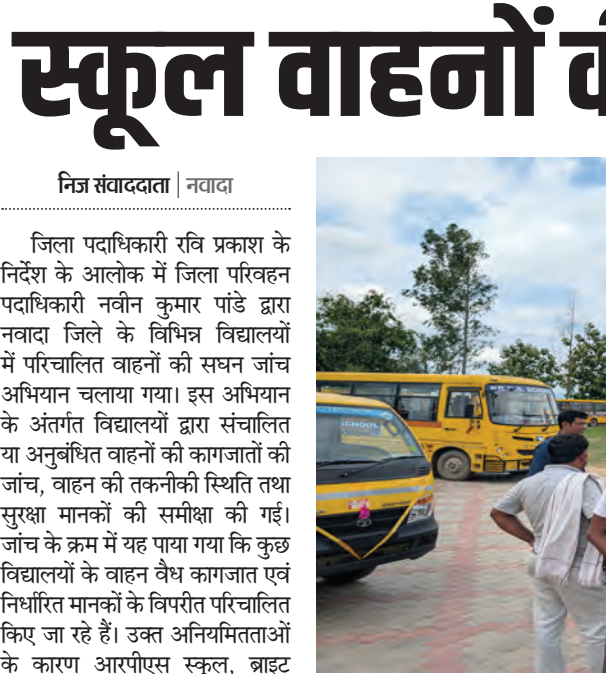 स्कूल वाहनों
निज संवाददाता | नवादा
जिला पदाधिकारी रवि प्रकाश के
निर्देश के आलोक में जिला परिवहन
पदाधिकारी नवीन कुमार पांडे द्वारा
नवादा जिले के विभिन्न विद्यालयों
में परिचालित वाहनों की सघन जांच
अभियान चलाया गया। इस अभियान
के अंतर्गत विद्यालयों द्वारा संचालित
या अनुबंधित वाहनों की कागजातों की
जांच, वाहन की तकनीकी स्थिति तथा
सुरक्षा मानकों की समीक्षा की गई।
जांच के क्रम में यह पाया गया कि कुछ
विद्यालयों के वाहन वैध कागजात एवं
निर्धारित मानकों के विपरीत परिचालित
किए जा रहे हैं। उक्त अनियमितताओं
के कारण आरपीएस स्कूल, ब्राइट
SCHOOL